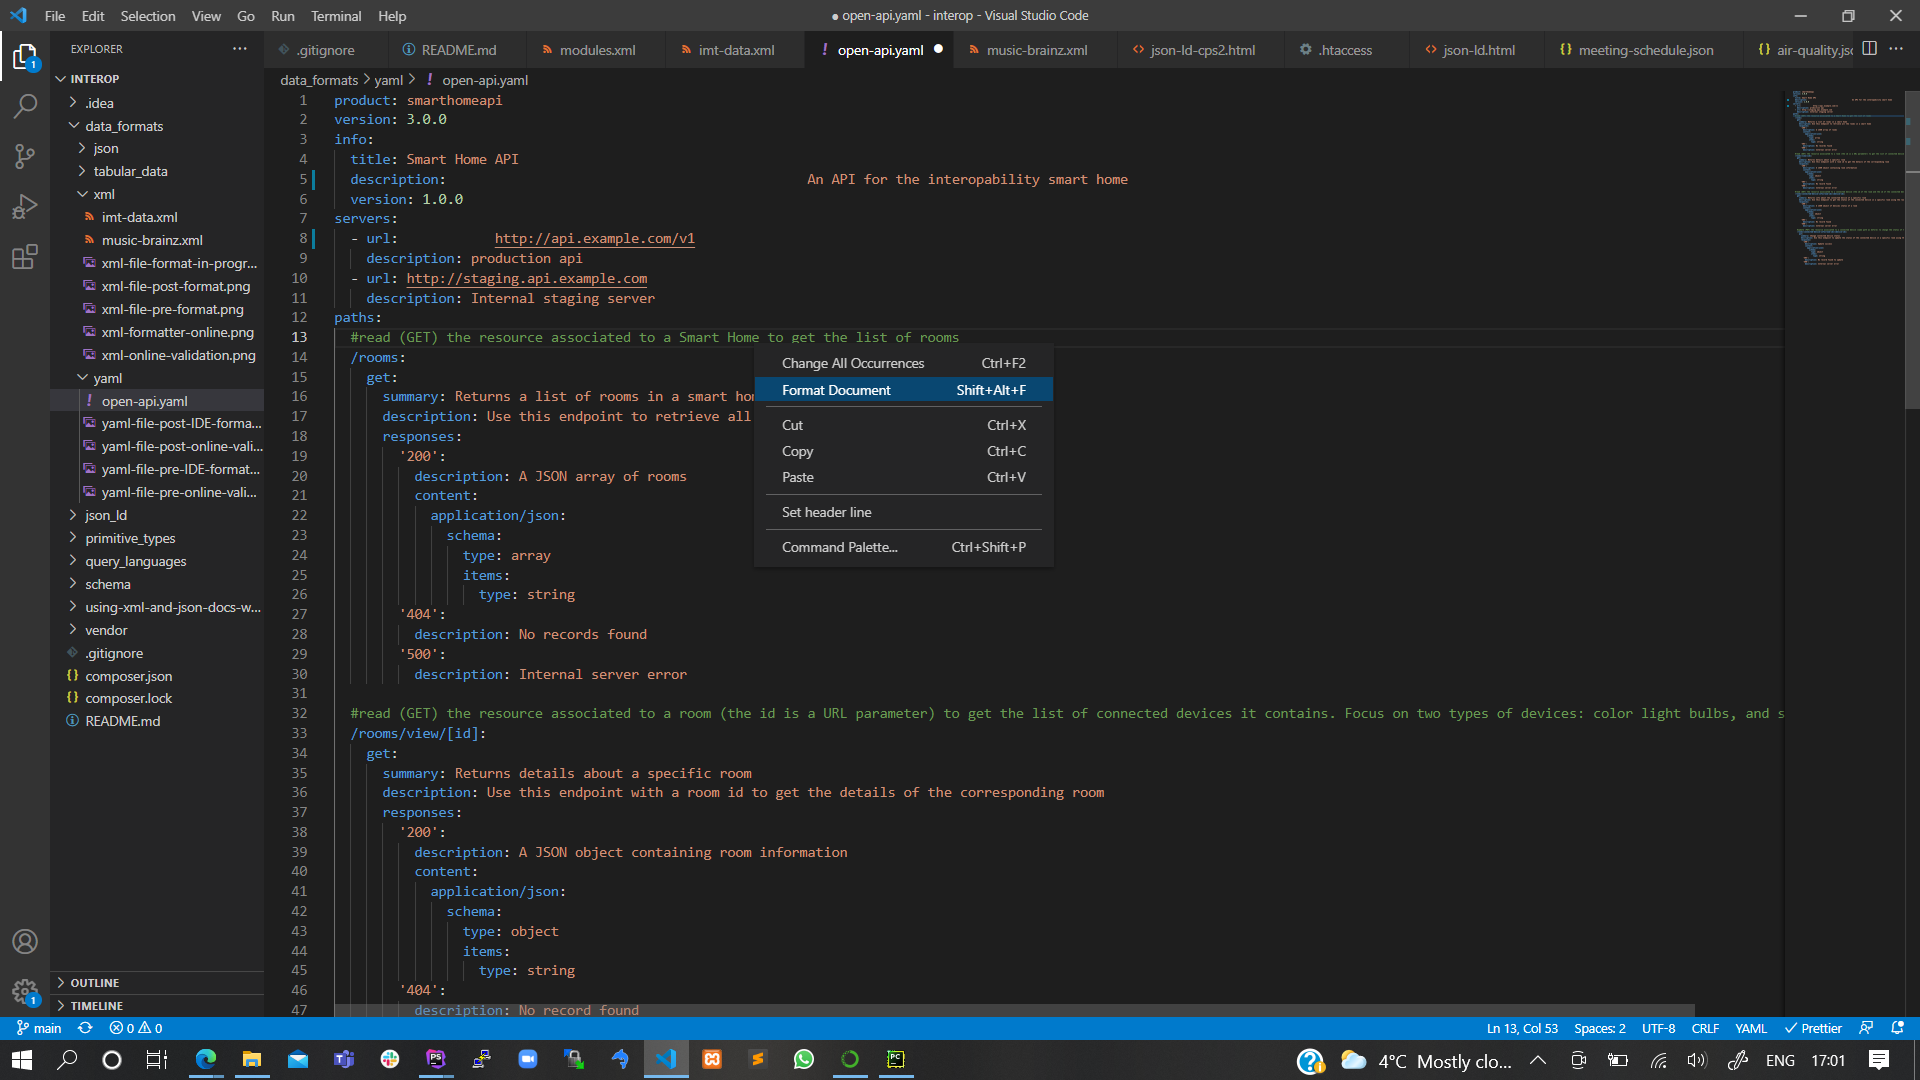 File Edit Selection View Go Run Terminal Help
● open-api.yaml - interop - Visual Studio Code
EXPLORER
.gitignore README.md modules.xml imt-data.xml open-api.yaml music-brainz.xml json-ld-cps2.html .htaccess json-ld.html meeting-schedule.json air-quality.jso
data_formats > yaml > ! open-api.yaml
INTEROP
.idea
data_formats
json
tabular_data
xml
imt-data.xml
music-brainz.xml
xml-file-format-in-progr...
xml-file-post-format.png
xml-file-pre-format.png
xml-formatter-online.png
xml-online-validation.png
yaml
! open-api.yaml
yaml-file-post-IDE-forma...
yaml-file-post-online-vali...
yaml-file-pre-IDE-format...
yaml-file-pre-online-vali...
json_ld
primitive_types
query_languages
schema
using-xml-and-json-docs-w...
vendor
.gitignore
composer.json
composer.lock
README.md
OUTLINE
TIMELINE
1 product: smarthomeapi
2 version: 3.0.0
3 info:
4 title: Smart Home API
5 description: An API for the interopability smart home
6 version: 1.0.0
7 servers:
8 - url: http://api.example.com/v1
9 description: production api
10 - url: http://staging.api.example.com
11 description: Internal staging server
12 paths:
13 #read (GET) the resource associated to a Smart Home to get the list of rooms
14 /rooms:
15 get:
16 summary: Returns a list of rooms in a smart ho
17 description: Use this endpoint to retrieve all
18 responses:
19 '200':
20 description: A JSON array of rooms
21 content:
22 application/json:
23 schema:
24 type: array
25 items:
26 type: string
27 '404':
28 description: No records found
29 '500':
30 description: Internal server error
31
32 #read (GET) the resource associated to a room (the id is a URL parameter) to get the list of connected devices it contains. Focus on two types of devices: color light bulbs, and s
33 /rooms/view/[id]:
34 get:
35 summary: Returns details about a specific room
36 description: Use this endpoint with a room id to get the details of the corresponding room
37 responses:
38 '200':
39 description: A JSON object containing room information
40 content:
41 application/json:
42 schema:
43 type: object
44 items:
45 type: string
46 '404':
47 description: No record found
Change All Occurrences Ctrl+F2
Format Document Shift+Alt+F
Cut Ctrl+X
Copy Ctrl+C
Paste Ctrl+V
Set header line
Command Palette... Ctrl+Shift+P
main 0 0
Ln 13, Col 53 Spaces: 2 UTF-8 CRLF YAML Prettier
4°C Mostly clo... ENG 17:01